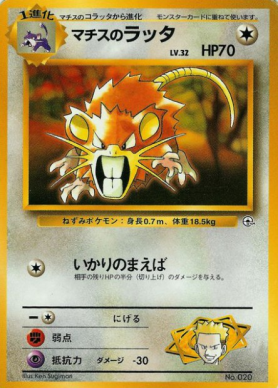 1進化
マチスのコラッタから進化
モンスターカードに重ねて使います。
マチスのラッタ
LV.32 HP70
ねずみポケモン：身長0.7m、体重18.5kg
いかりのまえば
相手の残りHPの半分（切り上げ）のダメージを与える。
にげる
弱点
抵抗力 ダメージ -30
Illus. Ken Sugimori
No.020